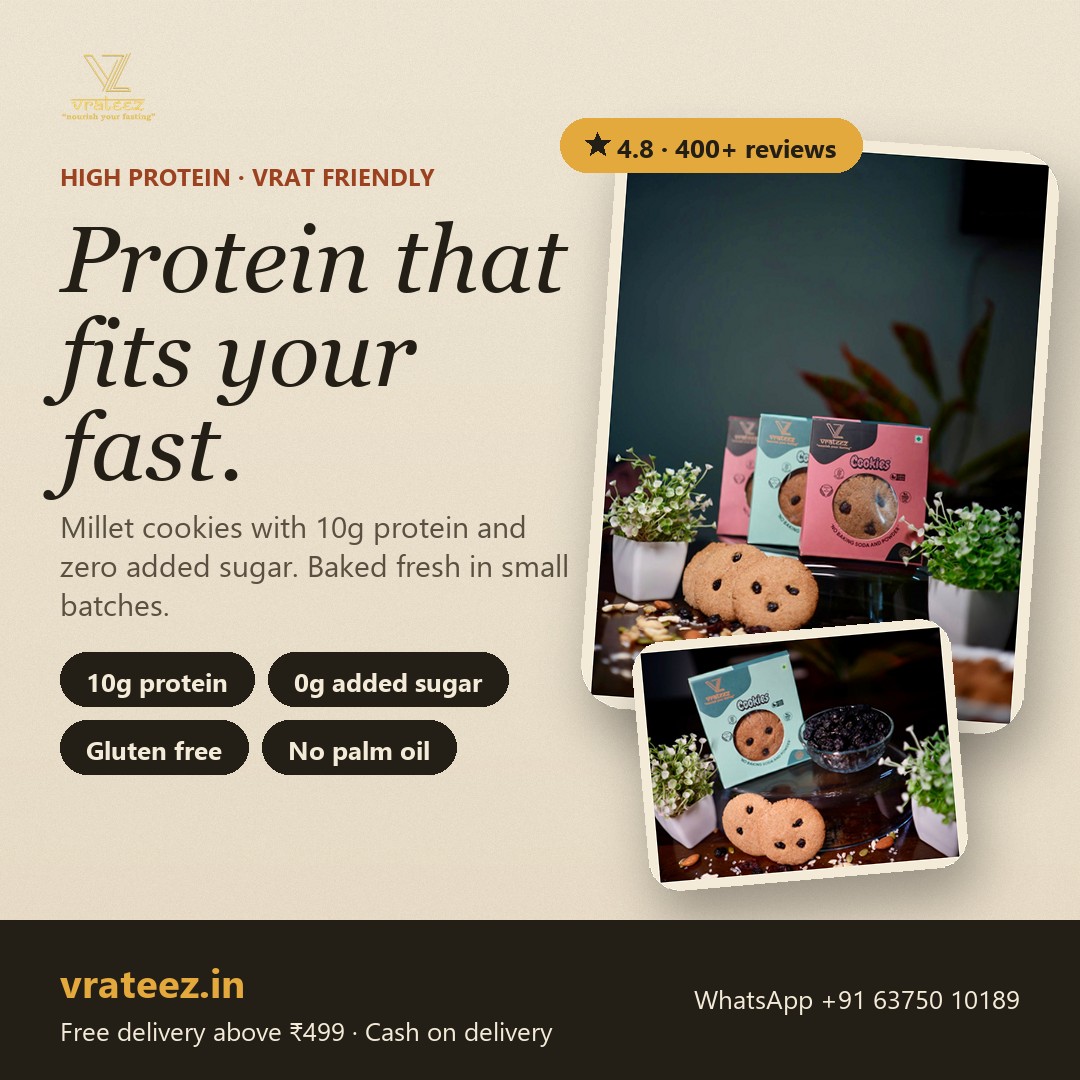 vrateez
"nourish your fasting"
★ 4.8 · 400+ reviews
HIGH PROTEIN · VRAT FRIENDLY
Protein that
fits your
fast.
Millet cookies with 10g protein and
zero added sugar. Baked fresh in small
batches.
10g protein
0g added sugar
Gluten free
No palm oil
vrateez
Cookies
NO BAKING SODA AND POWDER
vrateez
Cookies
vrateez.in
Free delivery above ₹499 · Cash on delivery
WhatsApp +91 63750 10189